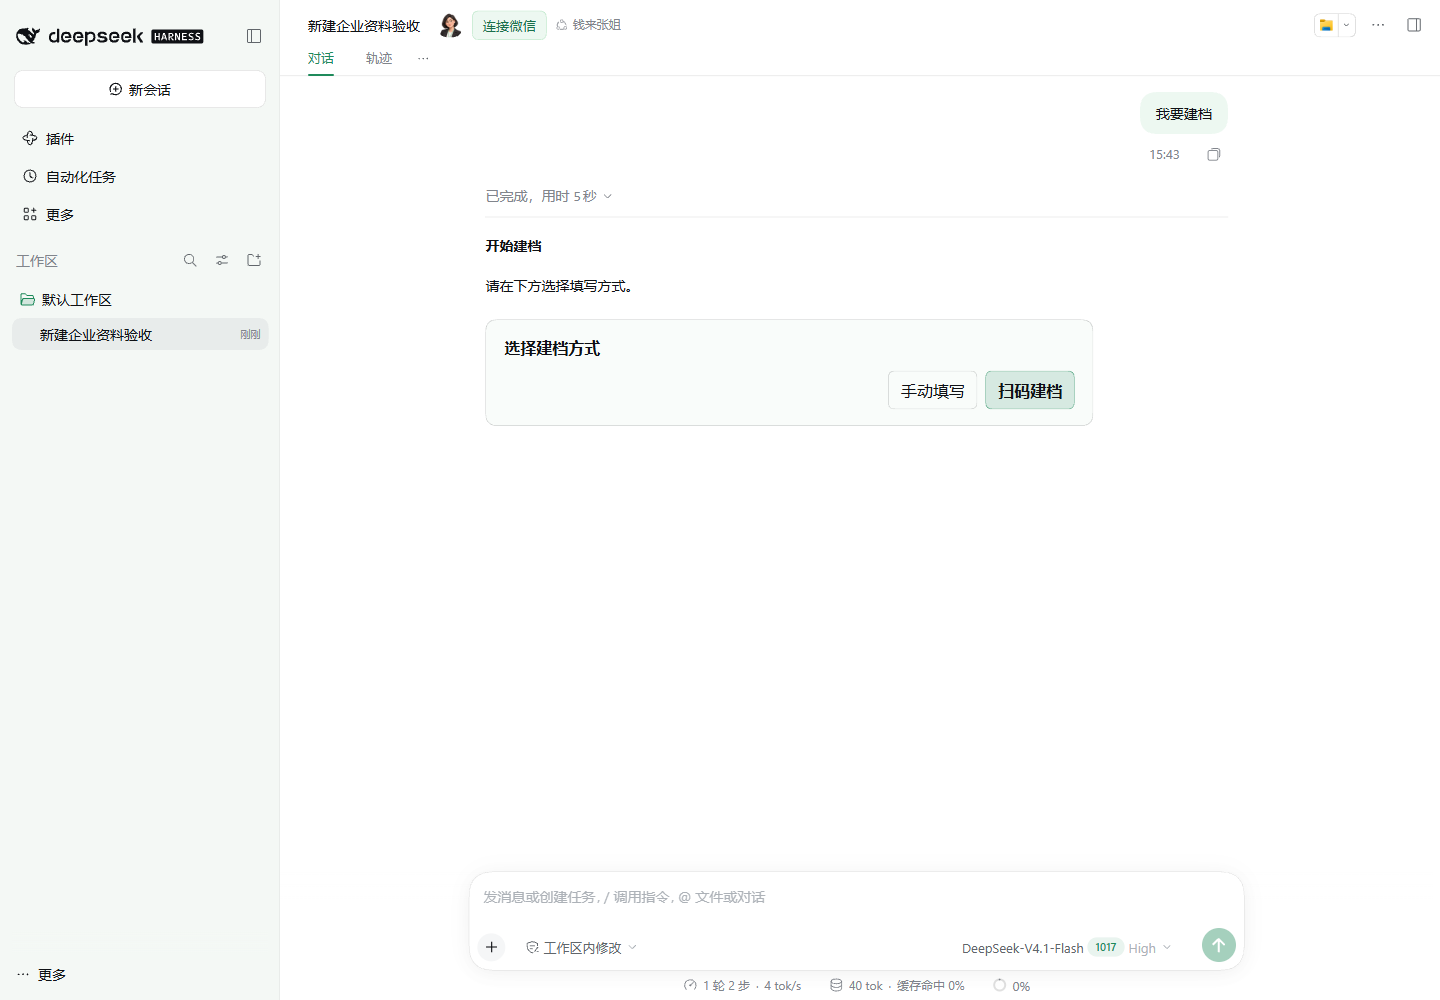 deepseek HARNESS
新会话
插件
自动化任务
更多
工作区
默认工作区
新建企业资料验收 刚刚
更多
新建企业资料验收 连接微信 钱来张姐
对话 轨迹
我要建档
15:43
已完成，用时 5 秒
开始建档
请在下方选择填写方式。
选择建档方式
手动填写 扫码建档
发消息或创建任务, / 调用指令, @ 文件或对话
工作区内修改 DeepSeek-V4.1-Flash 1017 High
1 轮 2 步 · 4 tok/s 40 tok · 缓存命中 0% 0%